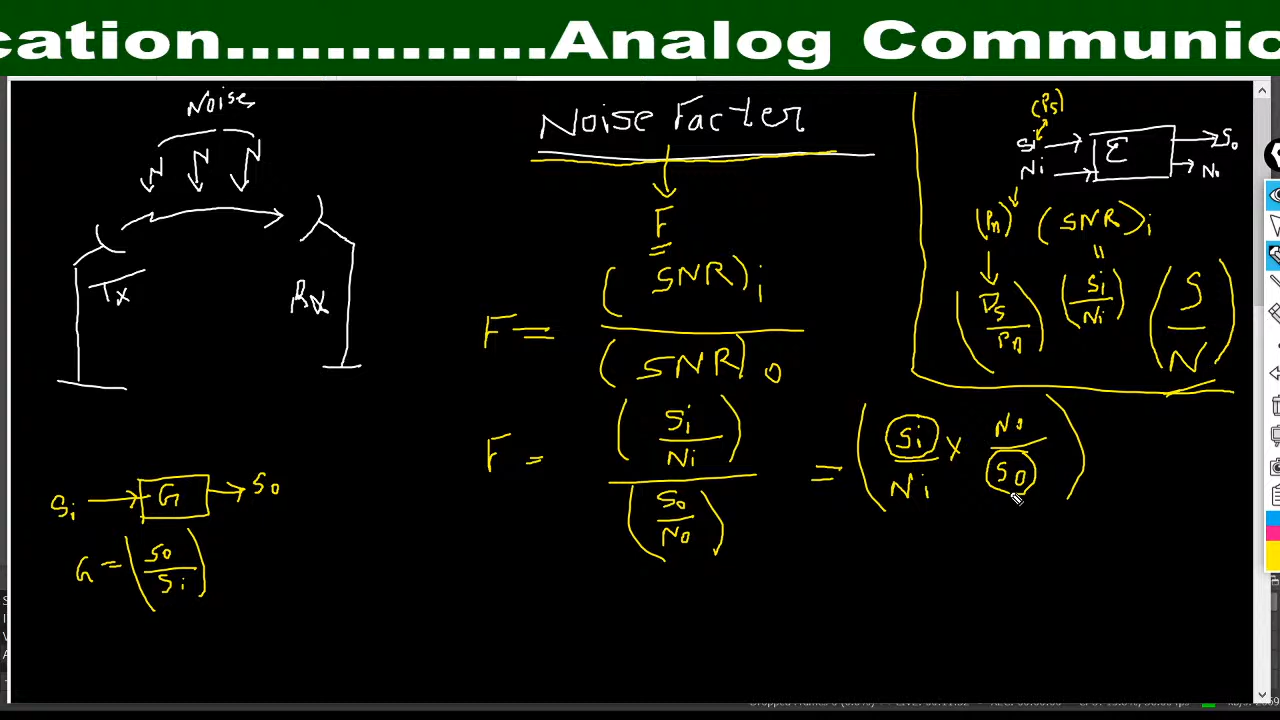 cation.............Analog Communic
Noise
Tx
Rx
Noise Facter
F
F = (SNR)i / (SNR)o
F = (Si / Ni) / (So / No) = (Si / Ni × No / So)
Si G So
G = (So / Si)
(Ps)
Si So
Ni No
(Pn) (SNR)i
=
(Ps / Pn) (Si / Ni) (S / N)